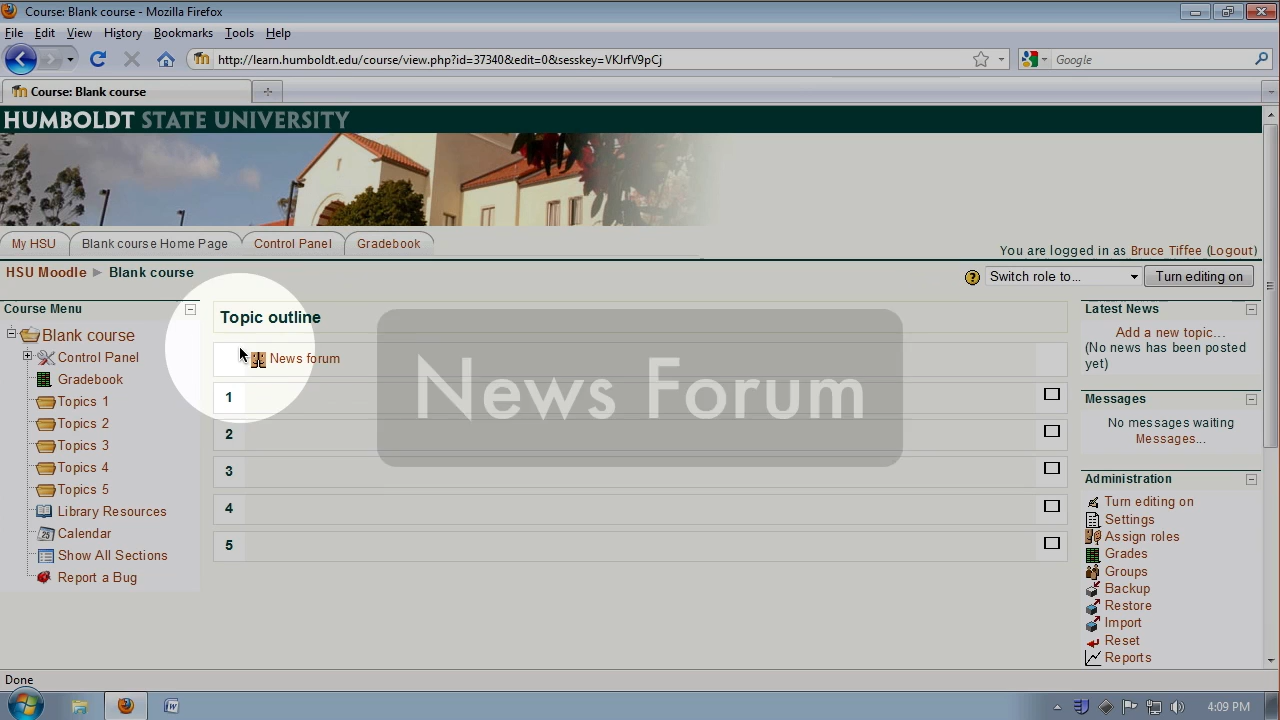 Course: Blank course - Mozilla Firefox
File Edit View History Bookmarks Tools Help
http://learn.humboldt.edu/course/view.php?id=37340&edit=0&sesskey=VKJrfV9pCj
Google
Course: Blank course
HUMBOLDT STATE UNIVERSITY
My HSU Blank course Home Page Control Panel Gradebook
You are logged in as Bruce Tiffee (Logout)
HSU Moodle ► Blank course
Switch role to... Turn editing on
Course Menu
Blank course
Control Panel
Gradebook
Topics 1
Topics 2
Topics 3
Topics 4
Topics 5
Library Resources
25 Calendar
Show All Sections
Report a Bug
Topic outline
News forum
1
2
3
4
5
News Forum
Latest News
Add a new topic...
(No news has been posted
yet)
Messages
No messages waiting
Messages...
Administration
Turn editing on
Settings
Assign roles
Grades
Groups
Backup
Restore
Import
Reset
Reports
Done
4:09 PM